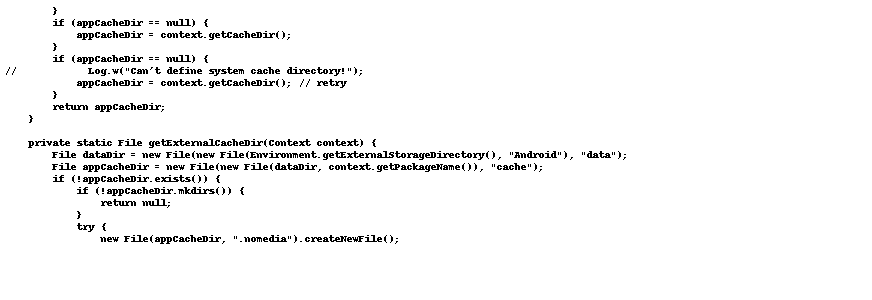 }
if (appCacheDir == null) {
appCacheDir = context.getCacheDir();
}
if (appCacheDir == null) {
// Log.w("Can't define system cache directory!");
appCacheDir = context.getCacheDir(); // retry
}
return appCacheDir;
}
private static File getExternalCacheDir(Context context) {
File dataDir = new File(new File(Environment.getExternalStorageDirectory(), "Android"), "data");
File appCacheDir = new File(new File(dataDir, context.getPackageName()), "cache");
if (!appCacheDir.exists()) {
if (!appCacheDir.mkdirs()) {
return null;
}
try {
new File(appCacheDir, ".nomedia").createNewFile();